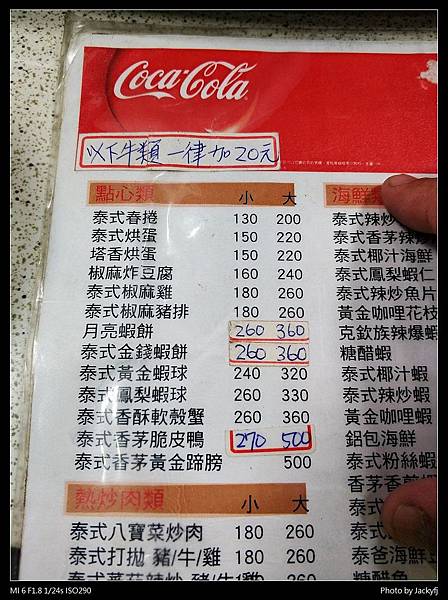 Coca-Cola
以下牛類一律加20元
點心類 小 大
泰式春捲 130 200
泰式烘蛋 150 220
塔香烘蛋 150 220
椒麻炸豆腐 160 240
泰式椒麻雞 180 260
泰式椒麻豬排 180 260
月亮蝦餅 260 360
泰式金錢蝦餅 260 360
泰式黃金蝦球 240 320
泰式鳳梨蝦球 260 330
泰式香酥軟殼蟹 260 360
泰式香茅脆皮鴨 270 500
泰式香茅黃金蹄膀 500
熱炒肉類 小 大
泰式八寶菜炒肉 180 260
泰式打拋 豬/牛/雞 180 260
180 260
海鮮
泰式辣炒
泰式香茅辣
泰式椰汁海鮮
泰式鳳梨蝦仁
泰式辣炒魚片
黃金咖哩花枝
克欽族辣爆蝦
糖醋蝦
泰式椰汁蝦
泰式辣炒蝦
黃金咖哩蝦
鋁包海鮮
泰式粉絲蝦
香茅香
泰式炒
泰爸海鮮
糖醋魚
MI 6 F1.8 1/24s ISO290
Photo by Jackyfj